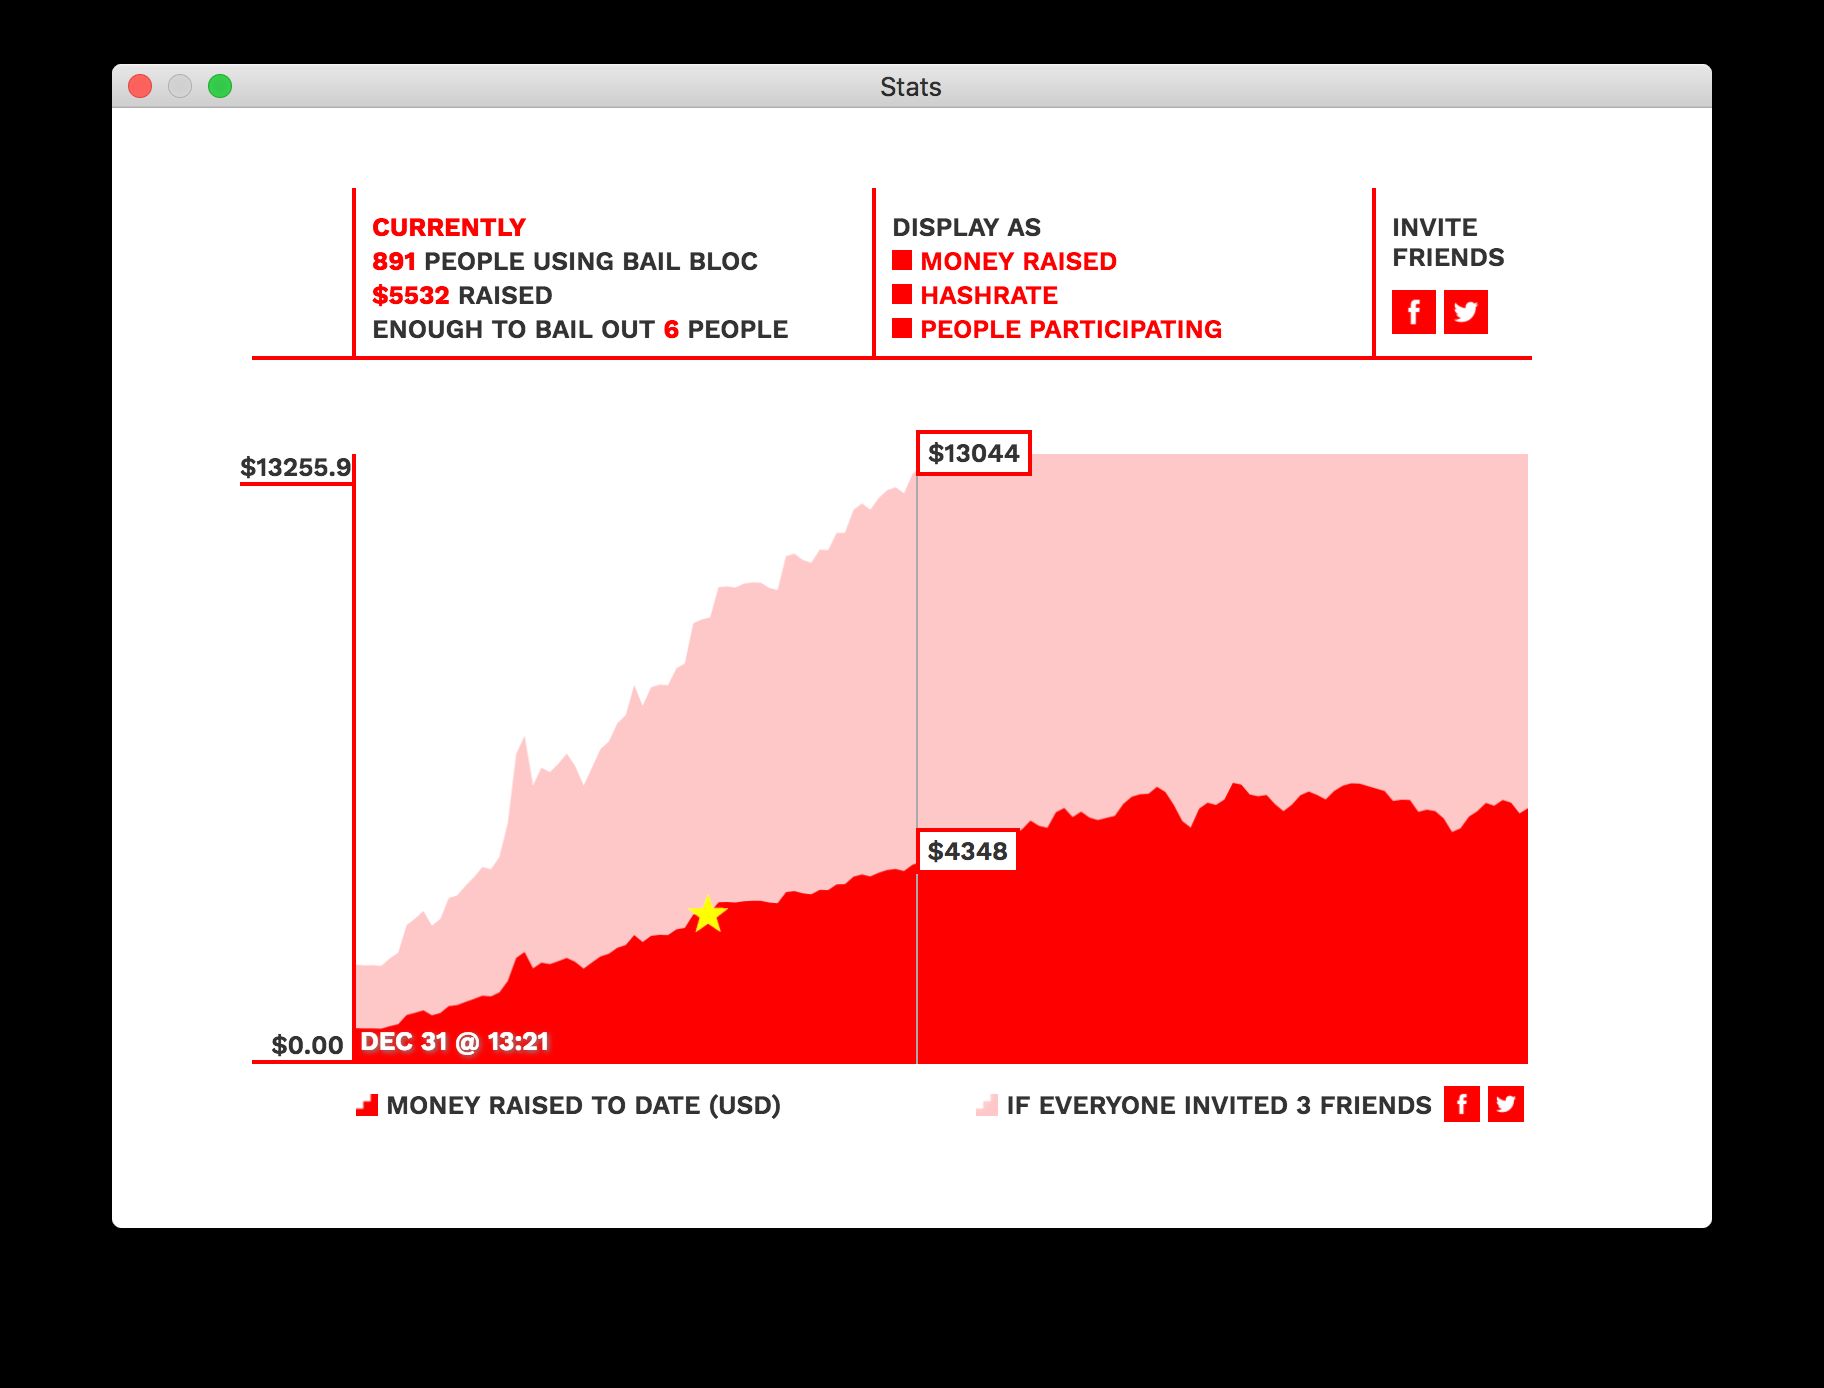 Stats
CURRENTLY
891 PEOPLE USING BAIL BLOC
$5532 RAISED
ENOUGH TO BAIL OUT 6 PEOPLE
DISPLAY AS
MONEY RAISED
HASHRATE
PEOPLE PARTICIPATING
INVITE
FRIENDS
$13255.9
$13044
$4348
$0.00
DEC 31 @ 13:21
MONEY RAISED TO DATE (USD)
IF EVERYONE INVITED 3 FRIENDS